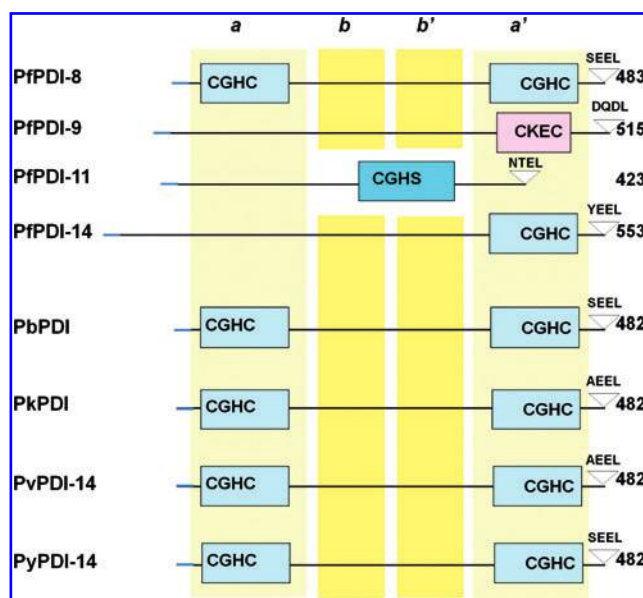 a b b' a'
SEEL
PfPDI-8 CGHC CGHC 483
DQDL
PfPDI-9 CKEC 515
NTEL
PfPDI-11 CGHS 423
YEEL
PfPDI-14 CGHC 553
SEEL
PbPDI CGHC CGHC 482
AEEL
PkPDI CGHC CGHC 482
AEEL
PvPDI-14 CGHC CGHC 482
SEEL
PyPDI-14 CGHC CGHC 482